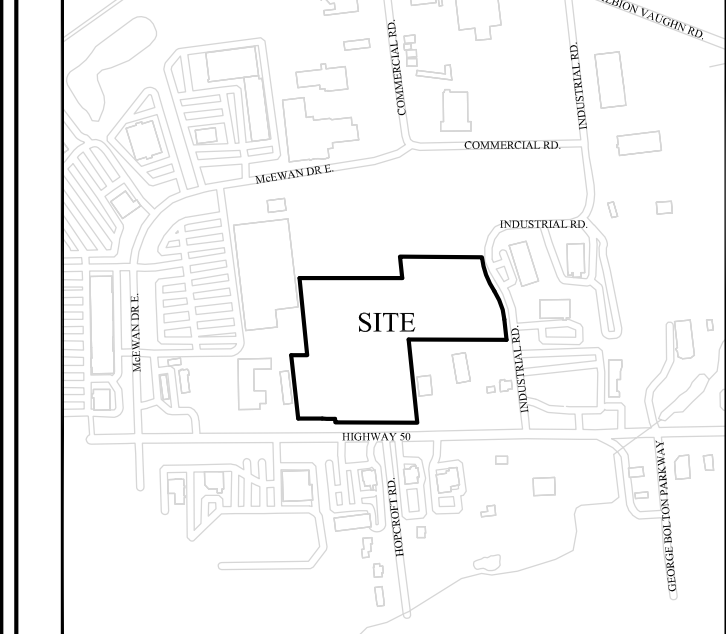 ALBION VAUGHN RD.
COMMERCIAL RD.
INDUSTRIAL RD.
COMMERCIAL RD.
McEWAN DR E.
INDUSTRIAL RD.
McEWAN DR E.
SITE
INDUSTRIAL RD.
HIGHWAY 50
HOPCROFT RD.
GEORGE BOLTON PARKWAY